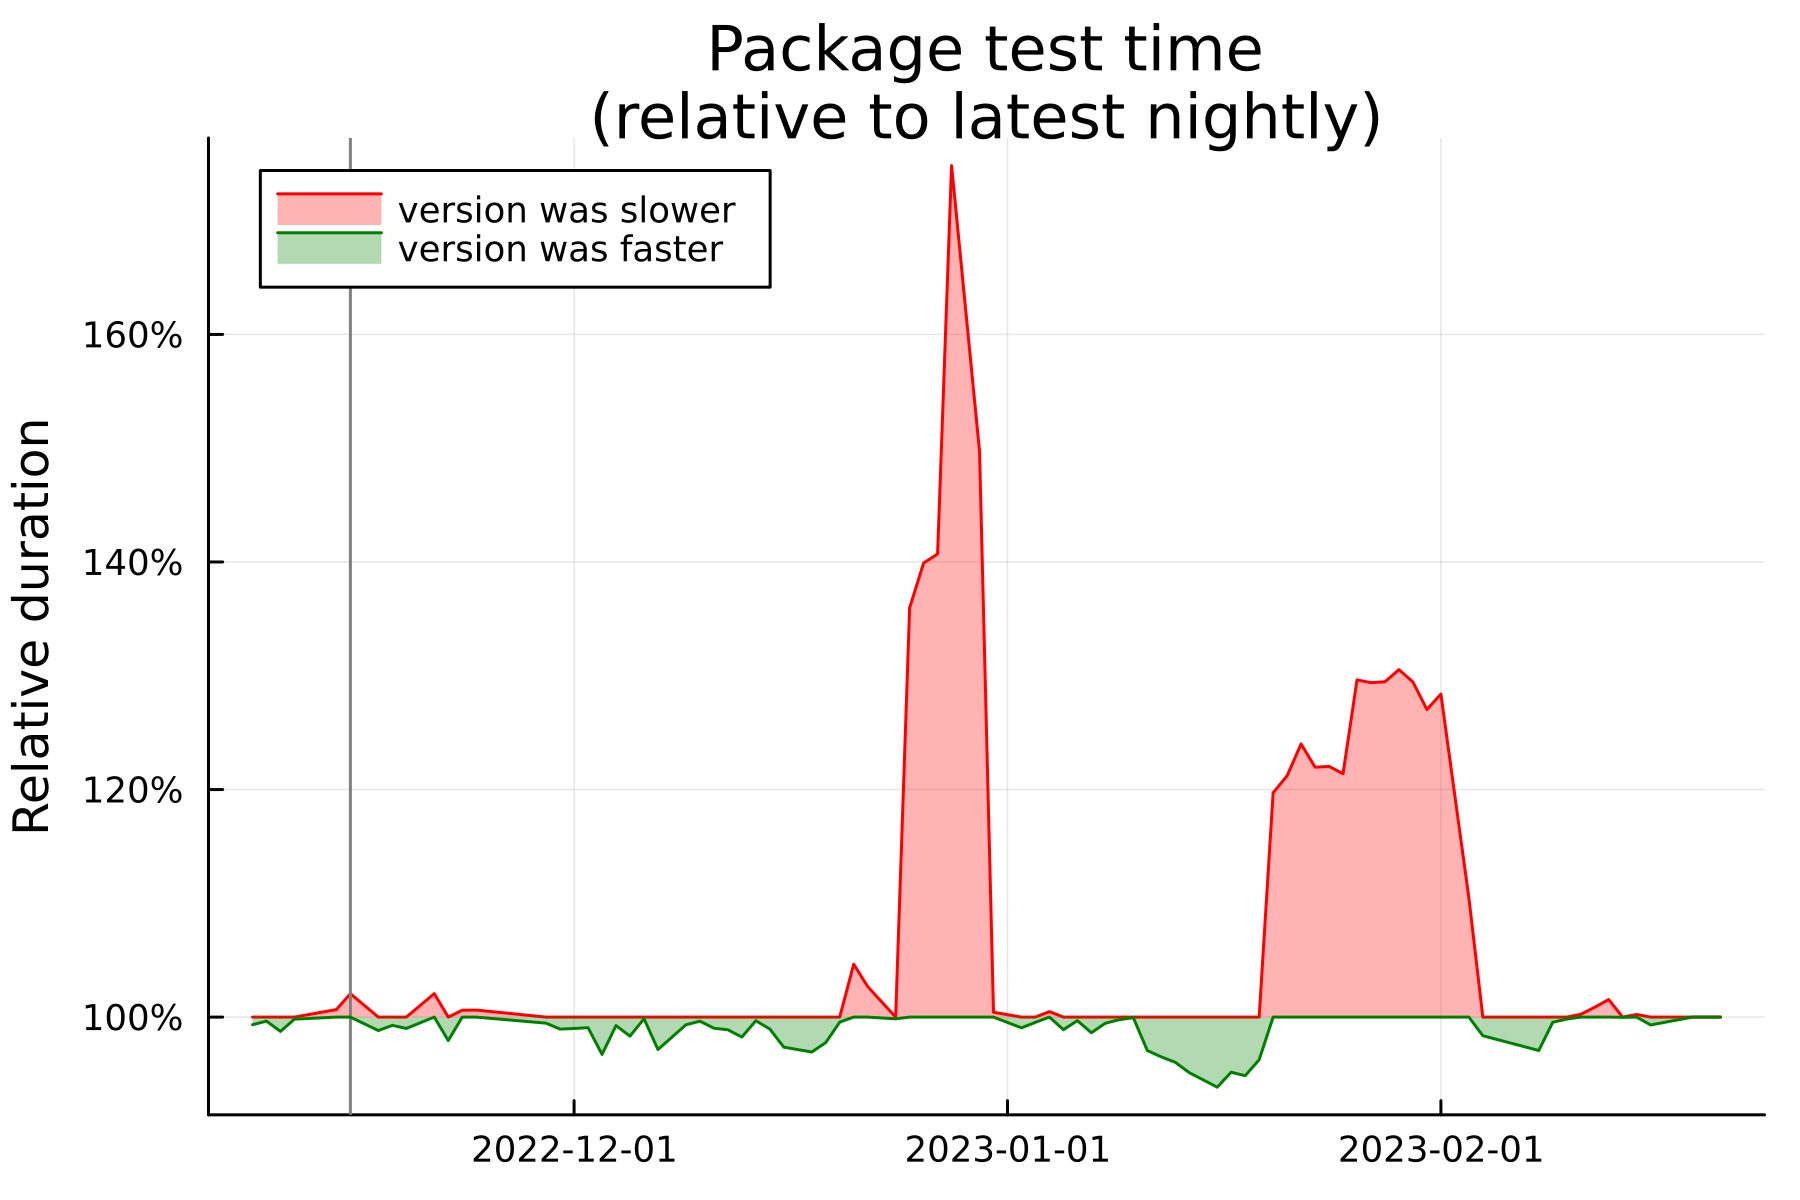 Package test time
(relative to latest nightly)
version was slower
version was faster
160%
140%
120%
100%
Relative duration
2022-12-01
2023-01-01
2023-02-01